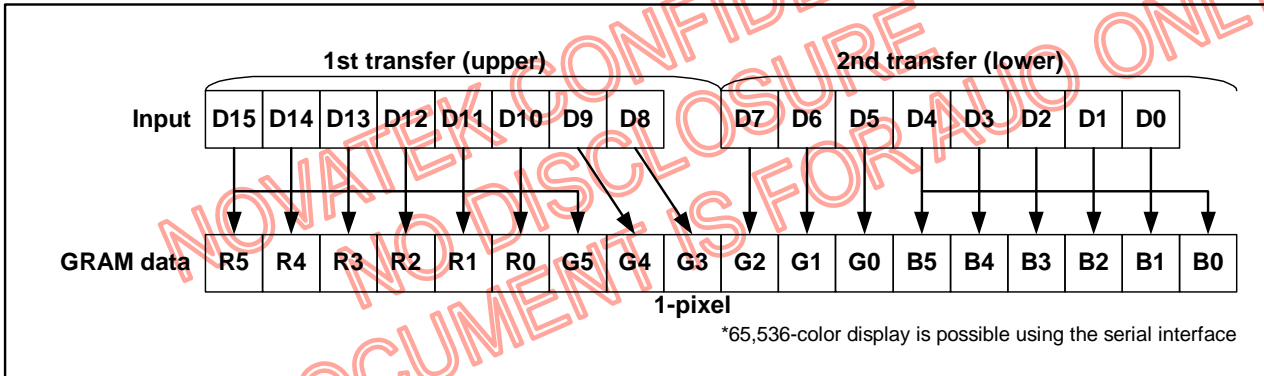 1st transfer (upper) 2nd transfer (lower)
Input D15 D14 D13 D12 D11 D10 D9 D8 D7 D6 D5 D4 D3 D2 D1 D0
GRAM data R5 R4 R3 R2 R1 R0 G5 G4 G3 G2 G1 G0 B5 B4 B3 B2 B1 B0
1-pixel
*65,536-color display is possible using the serial interface
NOVATEK CONFIDE
NO DISCLOSURE
OCUMENT IS FOR AUO ONL